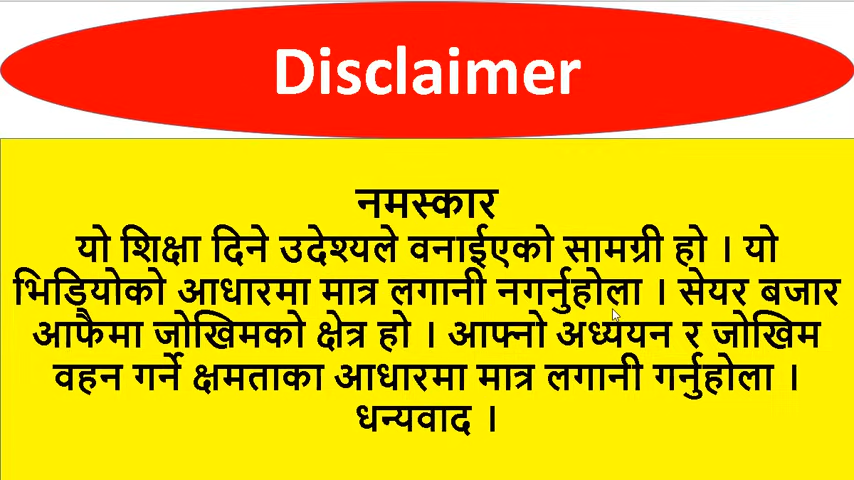 Disclaimer
नमस्कार
यो शिक्षा दिने उदेश्यले वनाईएको सामग्री हो । यो
भिडियोको आधारमा मात्र लगानी नगर्नुहोला । सेयर बजार
आफैमा जोखिमको क्षेत्र हो । आफ्नो अध्ययन र जोखिम
वहन गर्ने क्षमताका आधारमा मात्र लगानी गर्नुहोला ।
धन्यवाद ।